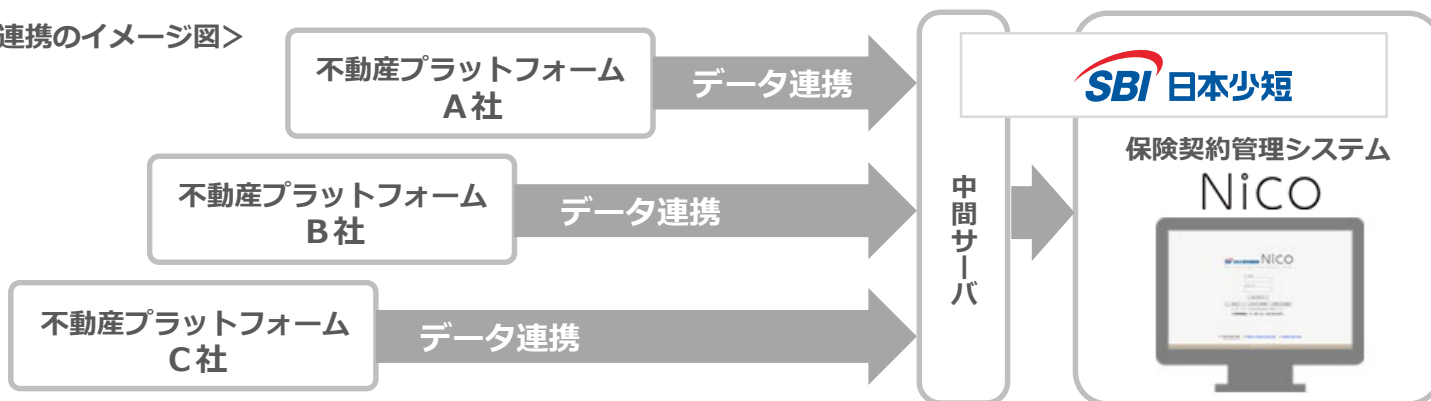 連携のイメージ図＞
不動産プラットフォーム
A社
データ連携
不動産プラットフォーム
B社
データ連携
不動産プラットフォーム
C社
データ連携
中間サーバ
SBI日本少短
保険契約管理システム
NiCO
NiCO